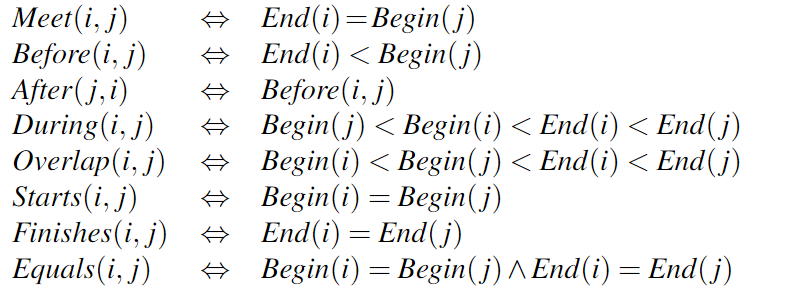 Meet(i, j) ⇔ End(i) = Begin(j)
Before(i, j) ⇔ End(i) < Begin(j)
After(j, i) ⇔ Before(i, j)
During(i, j) ⇔ Begin(j) < Begin(i) < End(i) < End(j)
Overlap(i, j) ⇔ Begin(i) < Begin(j) < End(i) < End(j)
Starts(i, j) ⇔ Begin(i) = Begin(j)
Finishes(i, j) ⇔ End(i) = End(j)
Equals(i, j) ⇔ Begin(i) = Begin(j) ∧ End(i) = End(j)